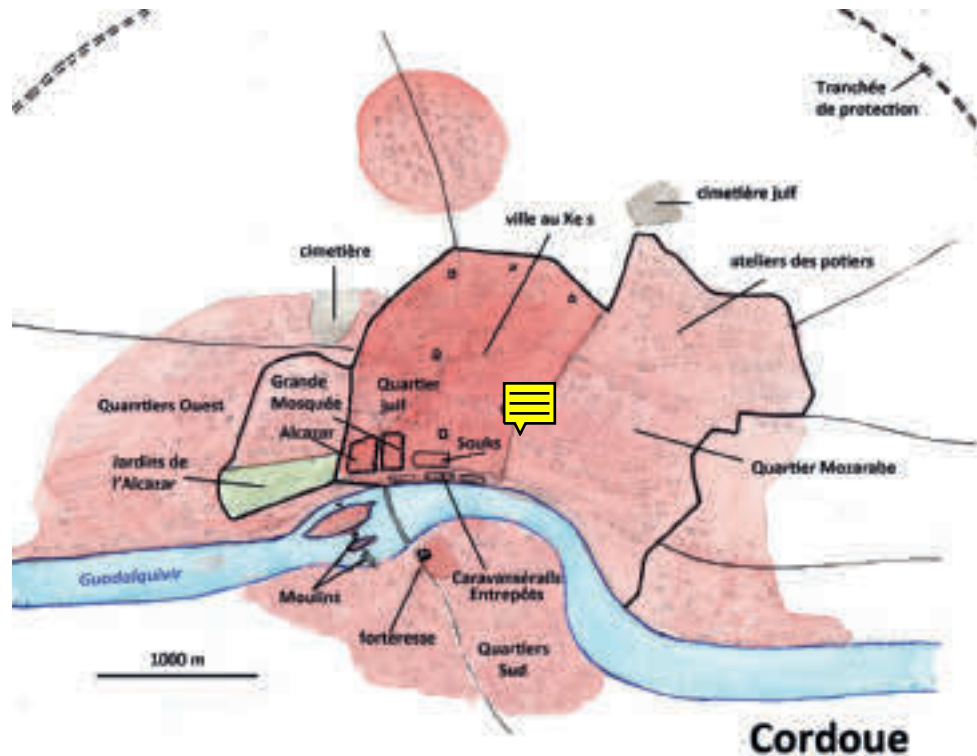 Tranchée
de protection
cimetière juif
ville au Xe s
cimetière
ateliers des potiers
Grande
Mosquée
Quartier
juif
Quarrtiers Ouest
Alcazar
Souks
Jardins de
l'Alcazar
Quartier Mozarabe
Guadalquivir
Moulins
Caravansérails
Entrepôts
forteresse
Quartiers
Sud
1000 m
Cordoue